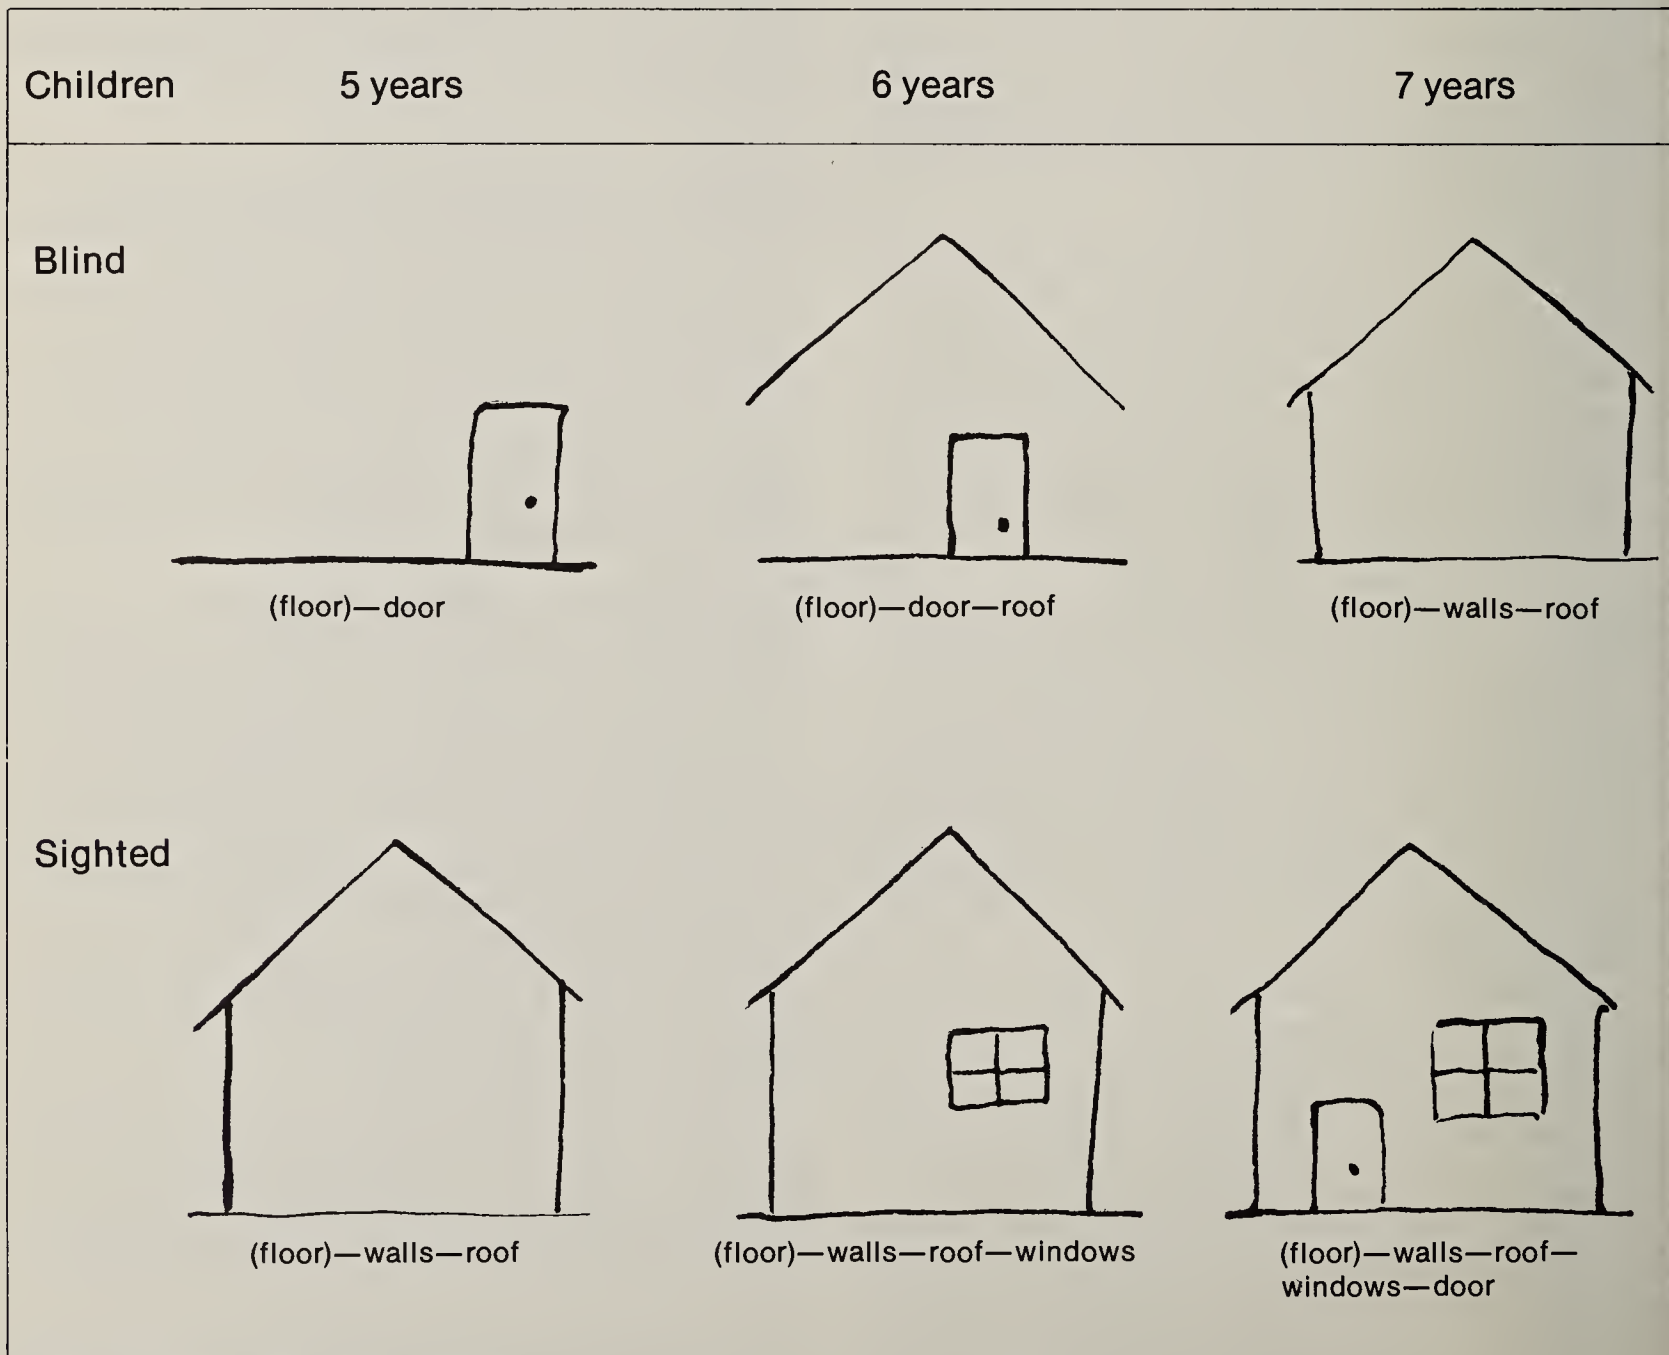 Children 5 years 6 years 7 years
Blind
(floor)—door (floor)—door—roof (floor)—walls—roof
Sighted
(floor)—walls—roof (floor)—walls—roof—windows (floor)—walls—roof—
windows—door